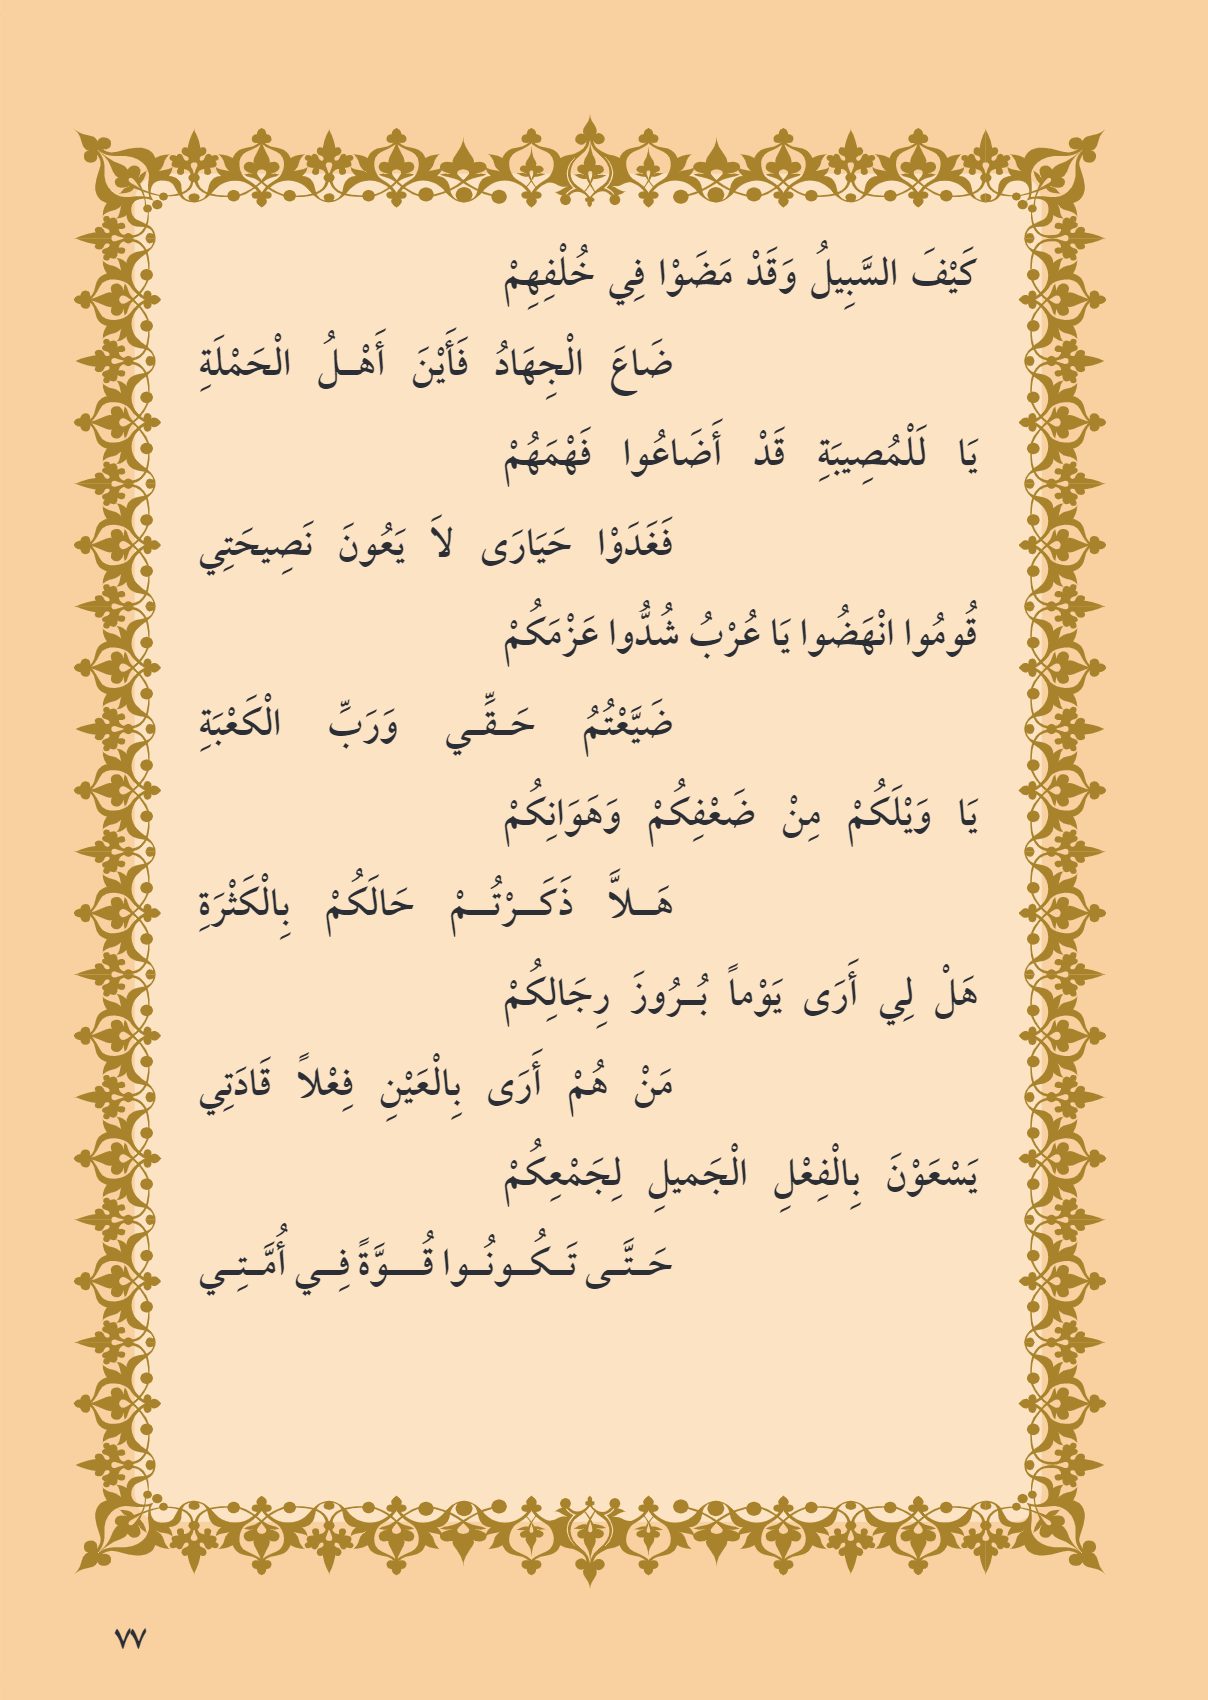 كَيْفَ السَّبِيلُ وَقَدْ مَضَوْا فِي خُلْفِهِمْ
ضَاعَ الْجِهَادُ فَأَيْنَ أَهْلُ الْحَمْلَةِ
يَا لَلْمُصِيبَةِ قَدْ أَضَاعُوا فَهْمَهُمْ
فَغَدَوْا حَيَارَى لاَ يَعُونَ نَصِيحَتِي
قُومُوا انْهَضُوا يَا عُرْبُ شُدُّوا عَزْمَكُمْ
ضَيَّعْتُمُ حَقِّي وَرَبِّ الْكَعْبَةِ
يَا وَيْلَكُمْ مِنْ ضَعْفِكُمْ وَهَوَانِكُمْ
هَلاَّ ذَكَرْتُمْ حَالَكُمْ بِالْكَثْرَةِ
هَلْ لِي أَرَى يَوْماً بُرُوزَ رِجَالِكُمْ
مَنْ هُمْ أَرَى بِالْعَيْنِ فِعْلاً قَادَتِي
يَسْعَوْنَ بِالْفِعْلِ الْجَميلِ لِجَمْعِكُمْ
حَتَّى تَكُونُوا قُوَّةً فِي أُمَّتِي
٧٧